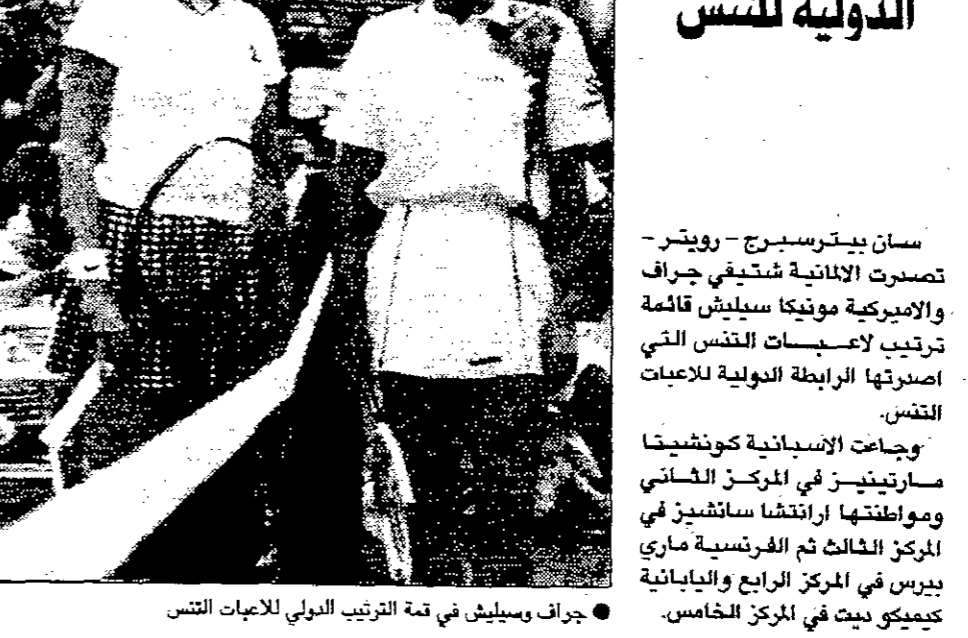 الدولية للتنس
سان بيترسبرج - رويتر -
تصدرت الالمانية شتيفي جراف
والاميركية مونيكا سيليش قائمة
ترتيب لاعبات التنس التي
اصدرتها الرابطة الدولية للاعبات
التنس.
وجاءت الاسبانية كونشيتا
مارتينيز في المركز الثاني
ومواطنتها ارانتشا سانشيز في
المركز الثالث ثم الفرنسية ماري
بيرس في المركز الرابع واليابانية
كيميكو ديت في المركز الخامس.
● جراف وسيليش في قمة الترتيب الدولي للاعبات التنس